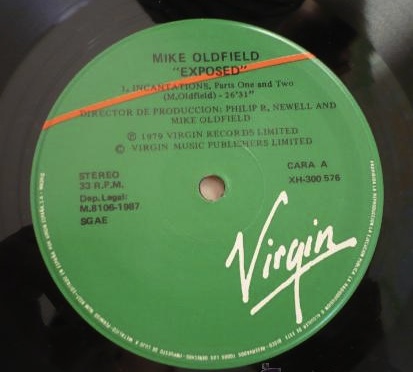 MIKE OLDFIELD
"EXPOSED"
1. INCANTATIONS, Parts One and Two
(M.Oldfield) - 26'31"
DIRECTOR DE PRODUCCION: PHILIP R. NEWELL AND
MIKE OLDFIELD
℗ 1979 VIRGIN RECORDS LIMITED
© VIRGIN MUSIC PUBLISHERS LIMITED
STEREO
33 R.P.M.
Dep. Legal:
M.8106-1987
SGAE
CARA A
XH-300 576
Virgin